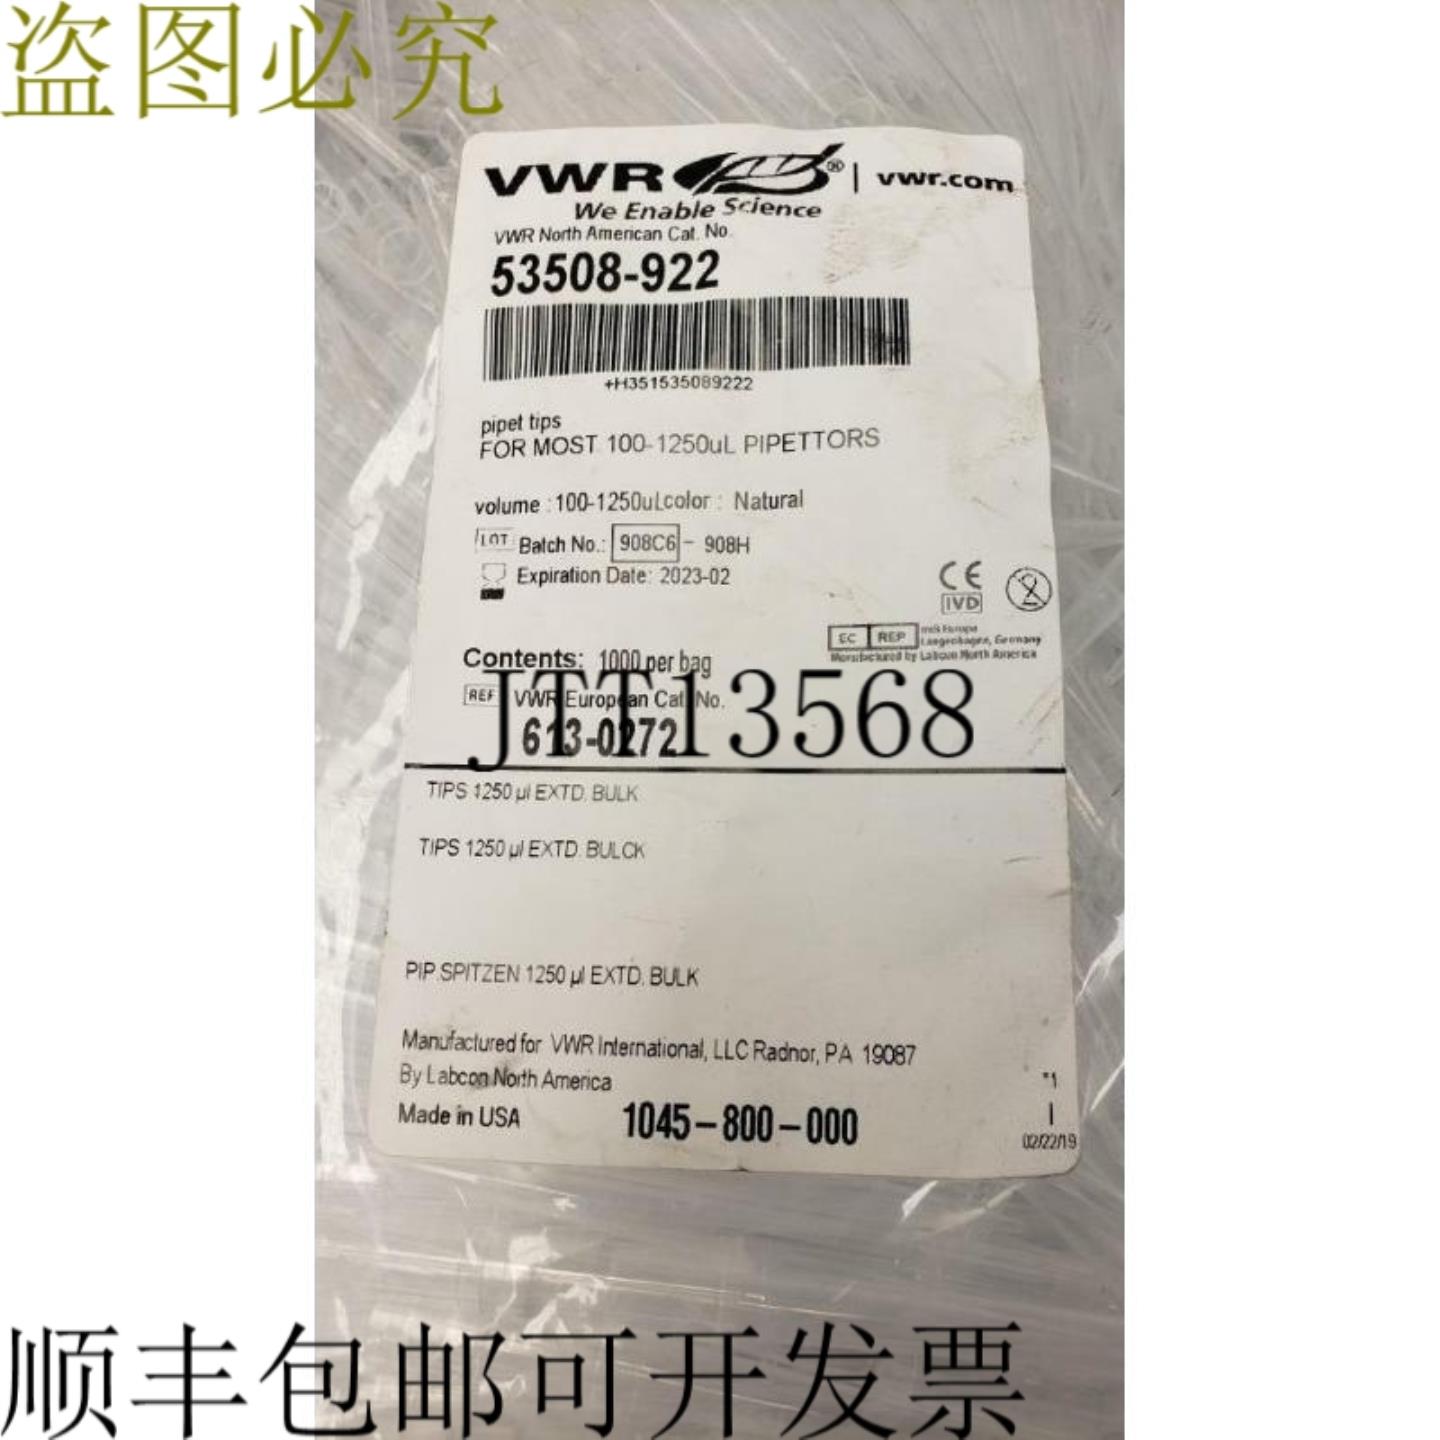 盗图必究
VWR® | vwr.com
We Enable Science
VWR North American Cat. No.
53508-922
+H351535089222
pipet tips
FOR MOST 100-1250uL PIPETTORS
volume : 100-1250uLcolor : Natural
LOT Batch No.: 908C6 - 908H
Expiration Date: 2023-02
CE
IVD
2
EC REP
Langenhagen, Germany
Manufactured by Labcon North America
Contents: 1000 per bag
REF VWR European Cat. No.
613-0272
JTT13568
TIPS 1250 µl EXTD. BULK
TIPS 1250 µl EXTD. BULCK
PIP.SPITZEN 1250 µl EXTD. BULK
Manufactured for VWR International, LLC Radnor, PA 19087
By Labcon North America
Made in USA 1045-800-000
*1
02/22/19
顺丰包邮可开发票